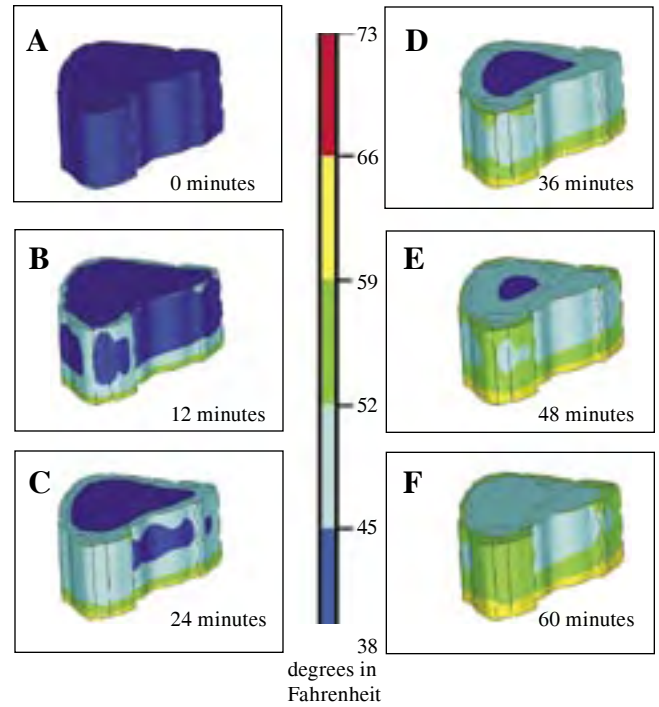 A
0 minutes
B
12 minutes
C
24 minutes
73
66
59
52
45
38
degrees in
Fahrenheit
D
36 minutes
E
48 minutes
F
60 minutes